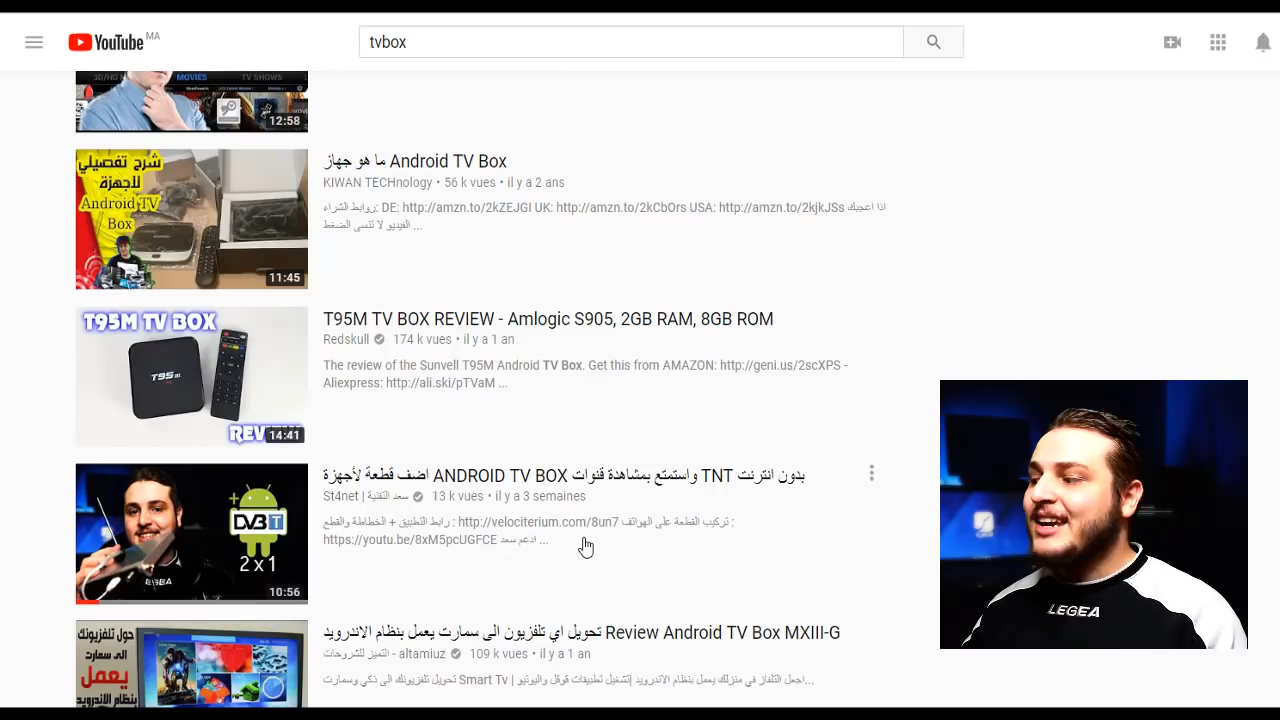 YouTube MA
tvbox
MOVIES
TV SHOWS
12:58
شرح تفصيلي
لأجهزة
Android TV
Box
11:45
ما هو جهاز Android TV Box
KIWAN TECHnology • 56 k vues • il y a 2 ans
روابط الشراء: DE: http://amzn.to/2kZEJGI UK: http://amzn.to/2kCbOrs USA: http://amzn.to/2kjkJSs اذا اعجبك
الفيديو لا تنسى الضغط ...
T95M TV BOX
T95m
REV
14:41
T95M TV BOX REVIEW - Amlogic S905, 2GB RAM, 8GB ROM
Redskull 174 k vues • il y a 1 an
The review of the Sunvell T95M Android TV Box. Get this from AMAZON: http://geni.us/2scXPS -
Aliexpress: http://ali.ski/pTVaM ...
DVB T
2 x 1
EGEA
10:56
اضف قطعة لأجهزة ANDROID TV BOX واستمتع بمشاهدة قنوات TNT بدون انترنت
St4net | سعد التقنية 13 k vues • il y a 3 semaines
رابط التطبيق + الخطاطة والقطع : http://velociterium.com/8un7 تركيب القطعة على الهواتف :
https://youtu.be/8xM5pcUGFCE ادعم سعد ...
LEGEA
حول تلفزيونك
الى سمارت
يعمل
بنظام الاندرويد
تحويل اي تلفزيون الى سمارت يعمل بنظام الاندرويد Review Android TV Box MXIII-G
التميز للشروحات - altamiuz 109 k vues • il y a 1 an
اجعل التلفاز في منزلك يعمل بنظام الاندرويد |تشغيل تطبيقات قوقل واليوتيو | Smart Tv تحويل تلفزيونك الى ذكي وسمارت...